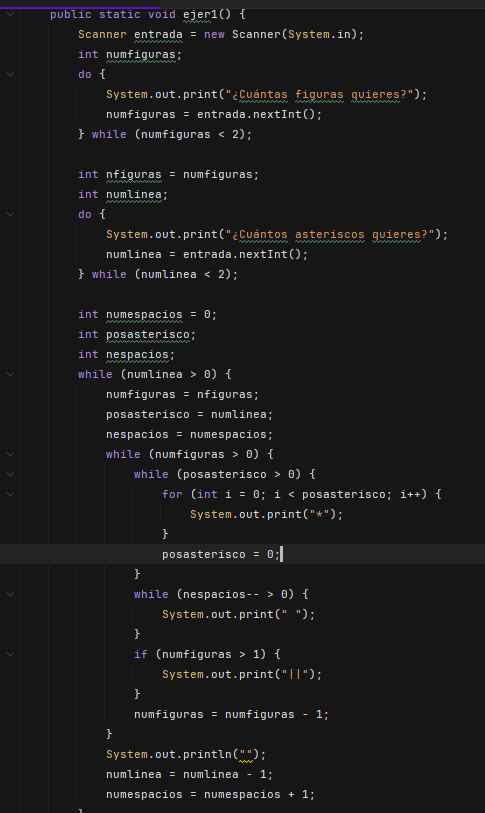 public static void ejer1() {
Scanner entrada = new Scanner(System.in);
int numfiguras;
do {
System.out.print("¿Cuántas figuras quieres?");
numfiguras = entrada.nextInt();
} while (numfiguras < 2);
int nfiguras = numfiguras;
int numlinea;
do {
System.out.print("¿Cuántos asteriscos quieres?");
numlinea = entrada.nextInt();
} while (numlinea < 2);
int numespacios = 0;
int posasterisco;
int nespacios;
while (numlinea > 0) {
numfiguras = nfiguras;
posasterisco = numlinea;
nespacios = numespacios;
while (numfiguras > 0) {
while (posasterisco > 0) {
for (int i = 0; i < posasterisco; i++) {
System.out.print("*");
}
posasterisco = 0;
}
while (nespacios-- > 0) {
System.out.print(" ");
}
if (numfiguras > 1) {
System.out.print("||");
}
numfiguras = numfiguras - 1;
}
System.out.println("");
numlinea = numlinea - 1;
numespacios = numespacios + 1;
}